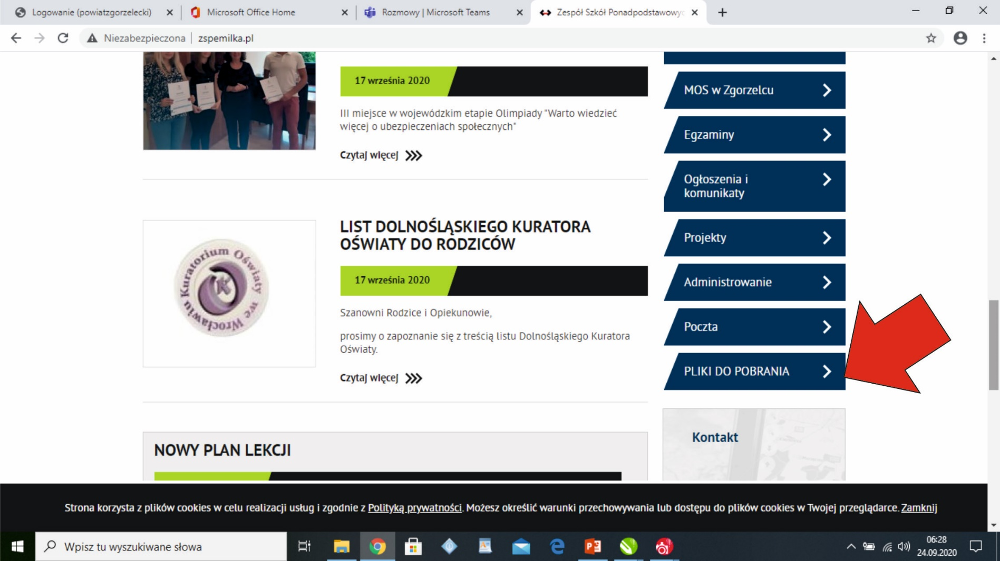 Logowanie (powiatzgorzelecki)
Microsoft Office Home
Rozmowy | Microsoft Teams
Zespół Szkół Ponadpodstawowyc
Niezabezpieczona
zspemilka.pl
17 września 2020
III miejsce w wojewódzkim etapie Olimpiady "Warto wiedzieć
więcej o ubezpieczeniach społecznych"
Czytaj więcej
Kuratorium Oświaty we Wrocławiu
K
LIST DOLNOŚLĄSKIEGO KURATORA
OŚWIATY DO RODZICÓW
17 września 2020
Szanowni Rodzice i Opiekunowie,
prosimy o zapoznanie się z treścią listu Dolnośląskiego Kuratora
Oświaty.
Czytaj więcej
NOWY PLAN LEKCJI
MOS w Zgorzelcu
Egzaminy
Ogłoszenia i
komunikaty
Projekty
Administrowanie
Poczta
PLIKI DO POBRANIA
Kontakt
Strona korzysta z plików cookies w celu realizacji usług i zgodnie z Polityką prywatności. Możesz określić warunki przechowywania lub dostępu do plików cookies w Twojej przeglądarce. Zamknij
Wpisz tu wyszukiwane słowa
06:28
24.09.2020